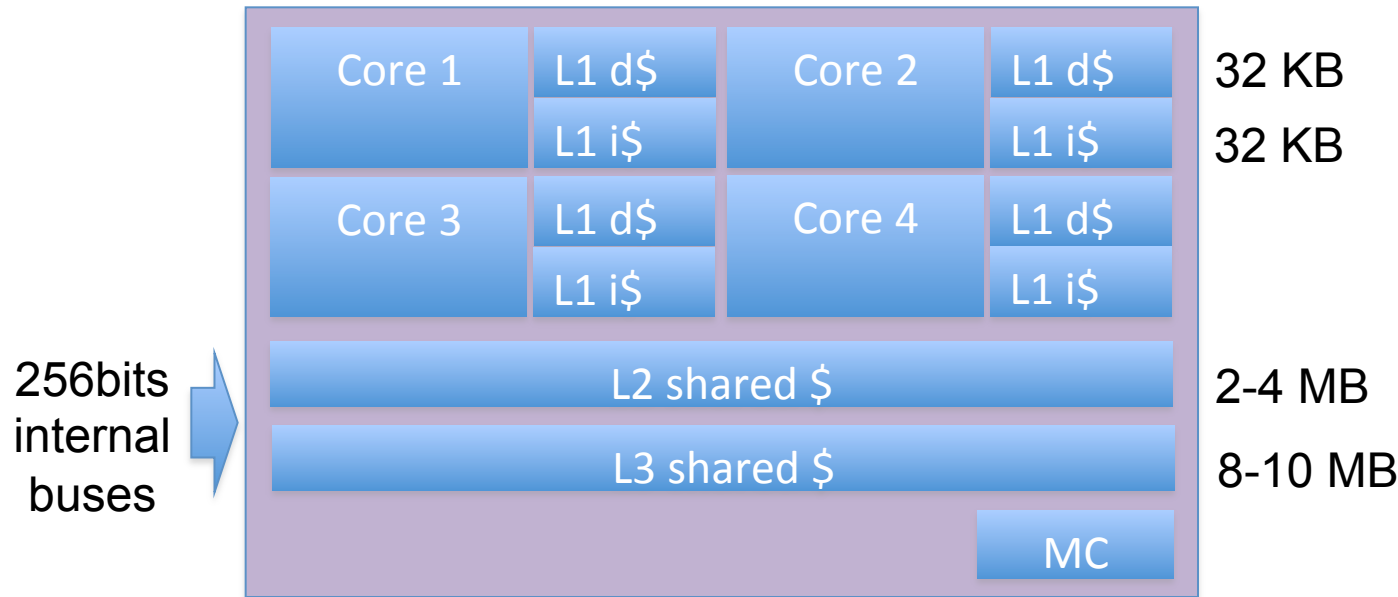 Core 1
L1 d$
Core 2
L1 d$
32 KB
L1 i$
L1 i$
32 KB
Core 3
L1 d$
Core 4
L1 d$
L1 i$
L1 i$
256bits
internal
buses
L2 shared $
2-4 MB
L3 shared $
8-10 MB
MC